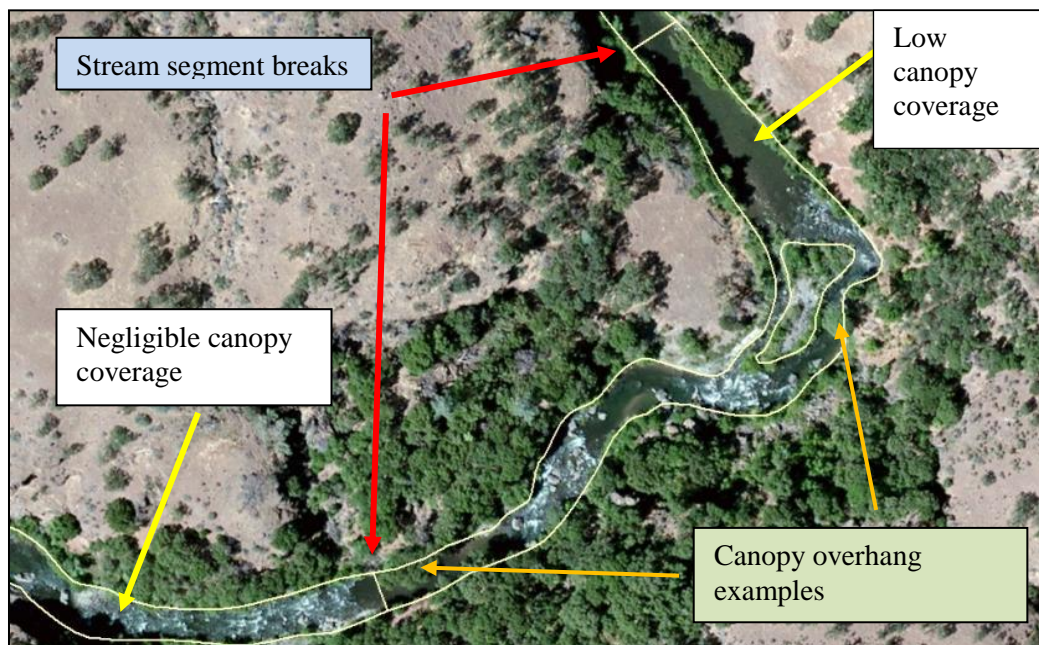 Stream segment breaks
Low
canopy
coverage
Negligible canopy
coverage
Canopy overhang
examples